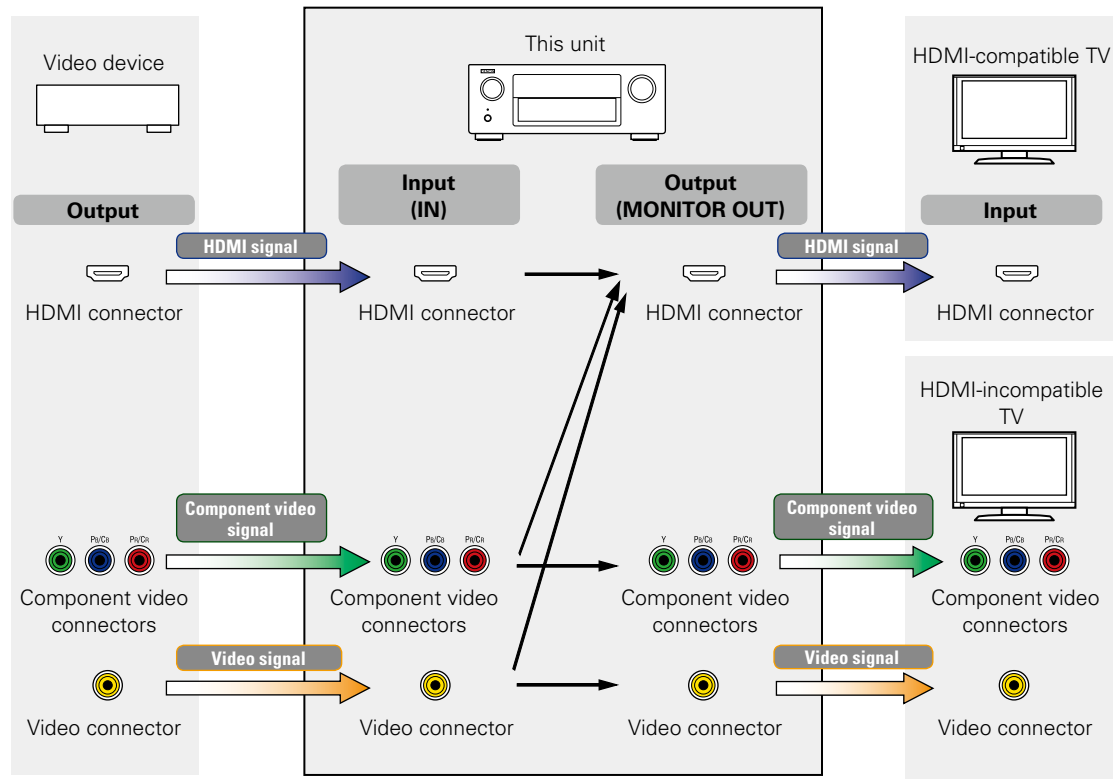 Video device
This unit
HDMI-compatible TV
Output
Input
(IN)
Output
(MONITOR OUT)
Input
HDMI signal
HDMI signal
HDMI connector
HDMI connector
HDMI connector
HDMI connector
HDMI-incompatible
TV
Component video
signal
Component video
signal
Y PB/CB PR/CR
Y PB/CB PR/CR
Y PB/CB PR/CR
Y PB/CB PR/CR
Component video
connectors
Component video
connectors
Component video
connectors
Component video
connectors
Video signal
Video signal
Video connector
Video connector
Video connector
Video connector